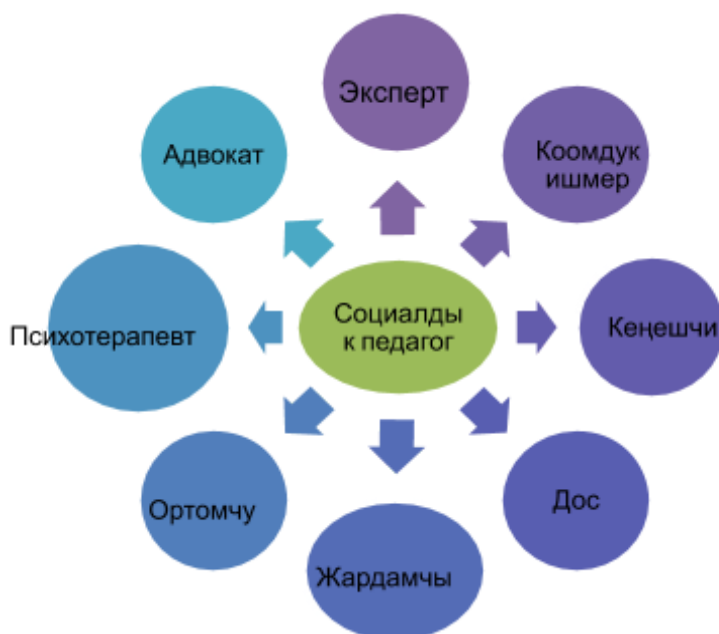 Эксперт
Адвокат
Коомдук
ишмер
Социалды
к педагог
Психотерапевт
Кеңешчи
Ортомчу
Дос
Жардамчы